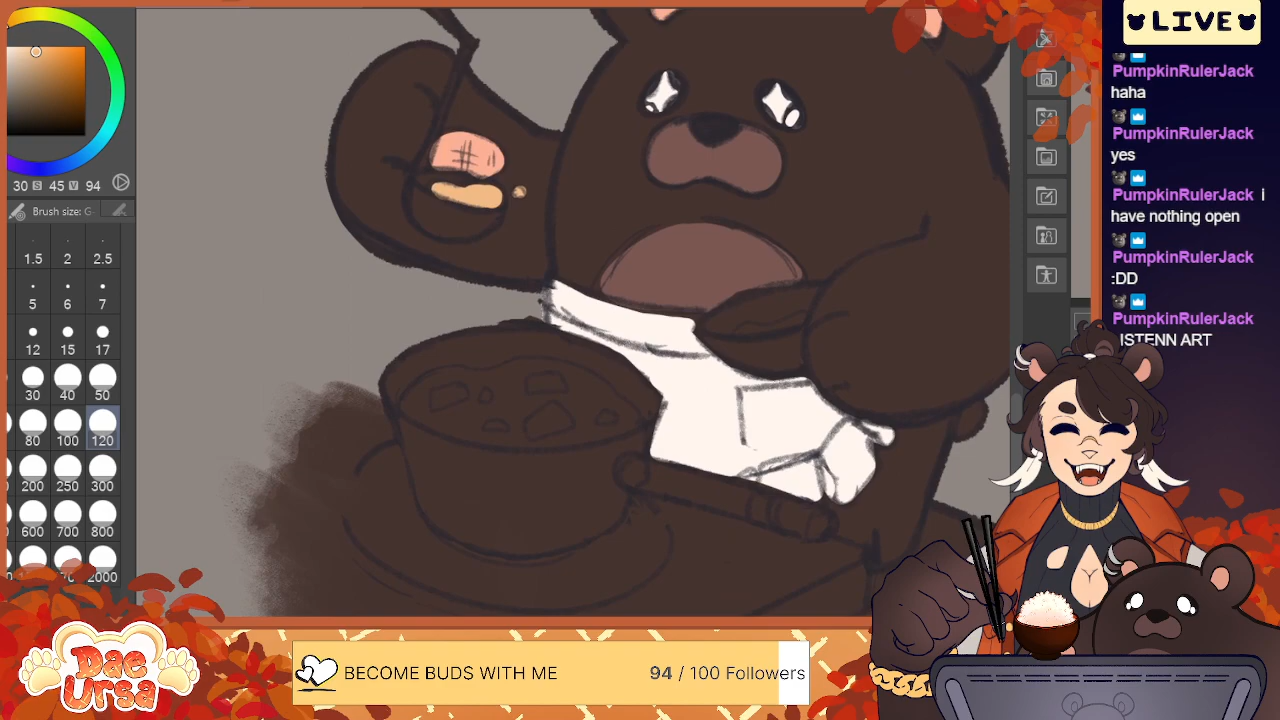 LIVE
PumpkinRulerJack
haha
PumpkinRulerJack
yes
PumpkinRulerJack i
have nothing open
PumpkinRulerJack
:DD
PumpkinRulerJack
ISTENN ART
30 S 45 V 94
Brush size: G
1.5 2 2.5
5 6 7
12 15 17
30 40 50
80 100 120
200 250 300
600 700 800
2000
Dae
Ursa
BECOME BUDS WITH ME
94 / 100 Followers